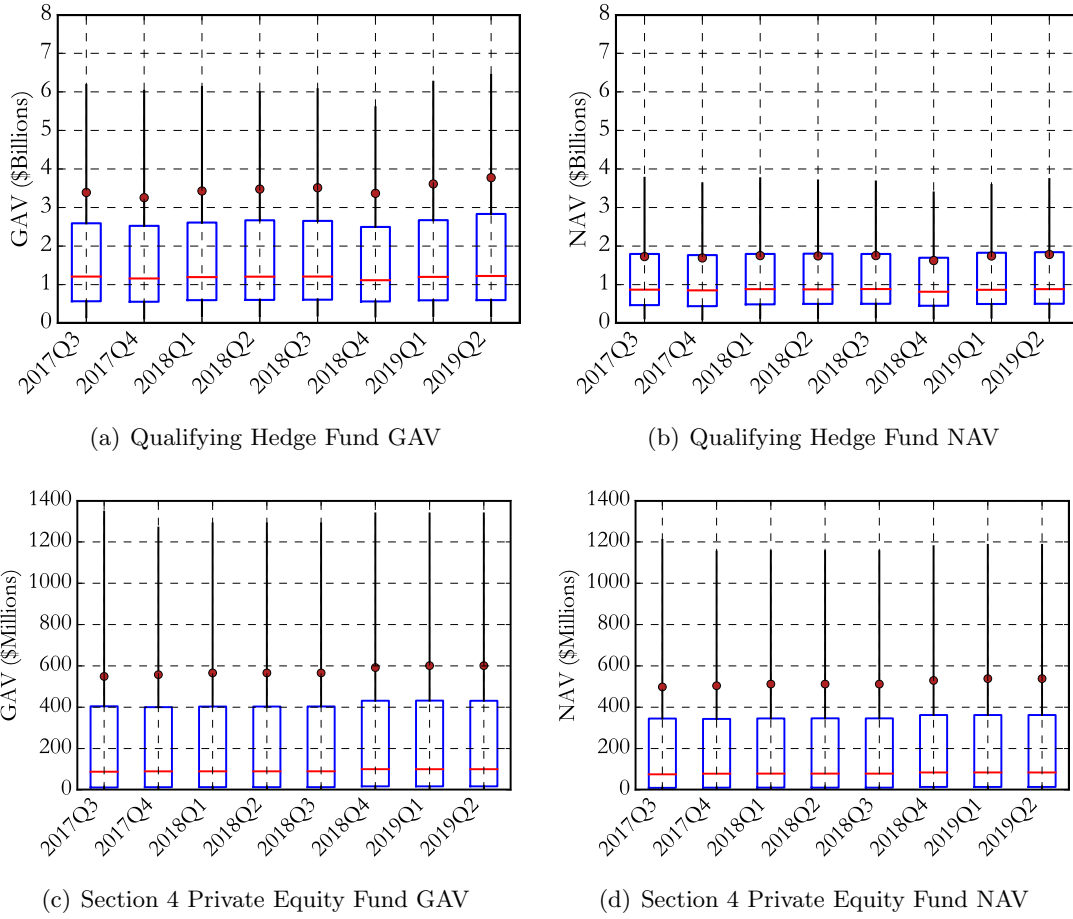 8
7
6
5
4
3
2
1
0
GAV ($Billions)
2017Q3
2017Q4
2018Q1
2018Q2
2018Q3
2018Q4
2019Q1
2019Q2
(a) Qualifying Hedge Fund GAV
8
7
6
5
4
3
2
1
0
NAV ($Billions)
2017Q3
2017Q4
2018Q1
2018Q2
2018Q3
2018Q4
2019Q1
2019Q2
(b) Qualifying Hedge Fund NAV
1400
1200
1000
800
600
400
200
0
GAV ($Millions)
2017Q3
2017Q4
2018Q1
2018Q2
2018Q3
2018Q4
2019Q1
2019Q2
(c) Section 4 Private Equity Fund GAV
1400
1200
1000
800
600
400
200
0
NAV ($Millions)
2017Q3
2017Q4
2018Q1
2018Q2
2018Q3
2018Q4
2019Q1
2019Q2
(d) Section 4 Private Equity Fund NAV